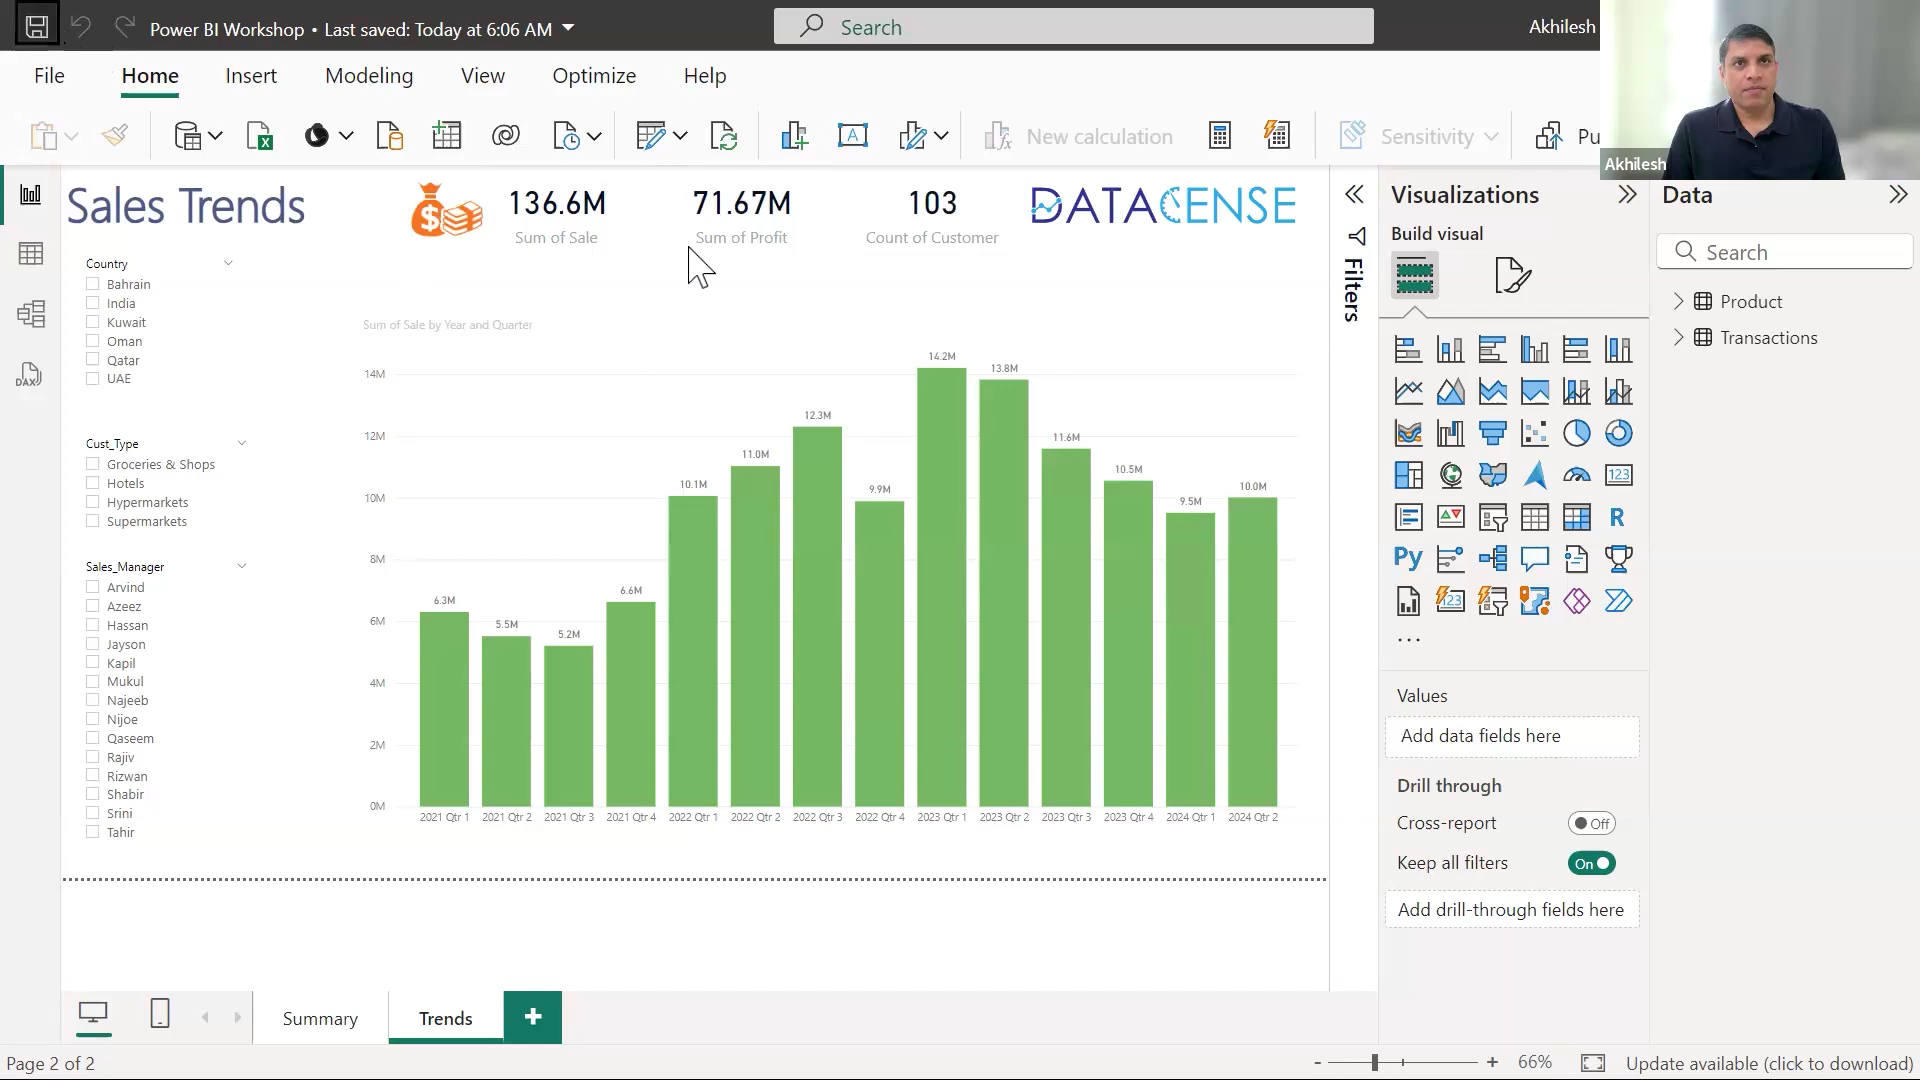 Power BI Workshop • Last saved: Today at 6:06 AM
Search
Akhilesh
File
Home
Insert
Modeling
View
Optimize
Help
New calculation
Sensitivity
Pu
Akhilesh
Sales Trends
136.6M
Sum of Sale
71.67M
Sum of Profit
103
Count of Customer
DATACENSE
Country
Bahrain
India
Kuwait
Oman
Qatar
UAE
Cust_Type
Groceries & Shops
Hotels
Hypermarkets
Supermarkets
Sales_Manager
Arvind
Azeez
Hassan
Jayson
Kapil
Mukul
Najeeb
Nijoe
Qaseem
Rajiv
Rizwan
Shabir
Srini
Tahir
Sum of Sale by Year and Quarter
14M
12M
10M
8M
6M
4M
2M
0M
6.3M
5.5M
5.2M
6.6M
10.1M
11.0M
12.3M
9.9M
14.2M
13.8M
11.6M
10.5M
9.5M
10.0M
2021 Qtr 1
2021 Qtr 2
2021 Qtr 3
2021 Qtr 4
2022 Qtr 1
2022 Qtr 2
2022 Qtr 3
2022 Qtr 4
2023 Qtr 1
2023 Qtr 2
2023 Qtr 3
2023 Qtr 4
2024 Qtr 1
2024 Qtr 2
Filters
Visualizations
Build visual
123
R
Py
123
Values
Add data fields here
Drill through
Cross-report
Off
Keep all filters
On
Add drill-through fields here
Data
Search
Product
Transactions
DAX
Summary
Trends
Page 2 of 2
66%
Update available (click to download)